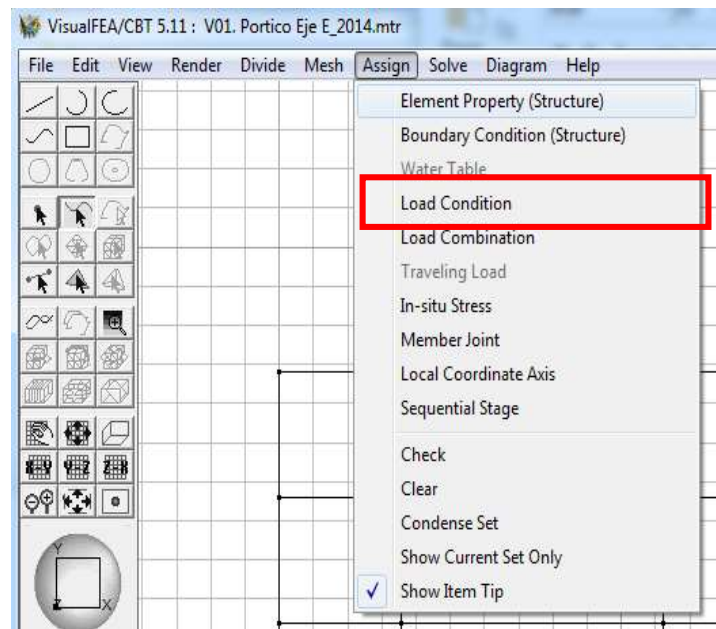 VisualFEA/CBT 5.11 : V01. Portico Eje E_2014.mtr
File Edit View Render Divide Mesh Assign Solve Diagram Help
Element Property (Structure)
Boundary Condition (Structure)
Water Table
Load Condition
Load Combination
Traveling Load
In-situ Stress
Member Joint
Local Coordinate Axis
Sequential Stage
Check
Clear
Condense Set
Show Current Set Only
Show Item Tip
X-Y Y-Z Z-X
Y
Z X